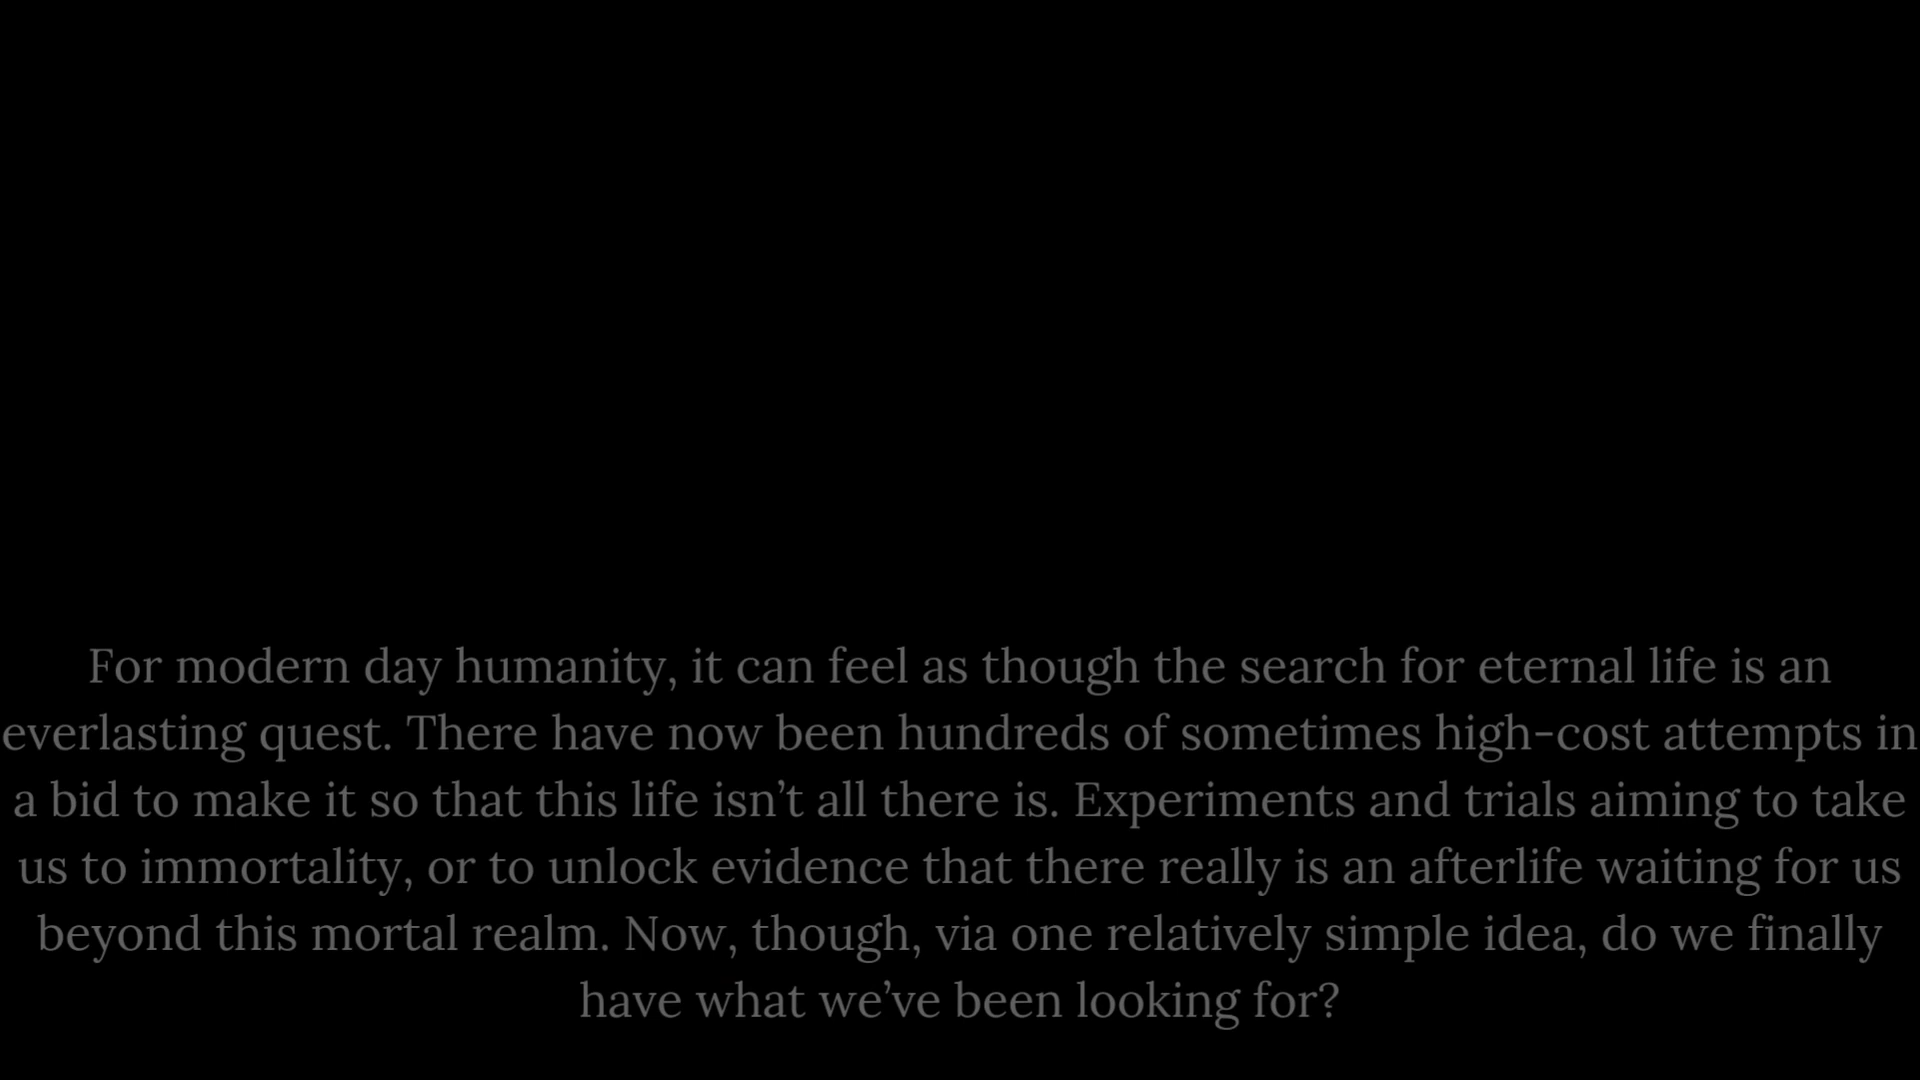 For modern day humanity, it can feel as though the search for eternal life is an
everlasting quest. There have now been hundreds of sometimes high-cost attempts in
a bid to make it so that this life isn’t all there is. Experiments and trials aiming to take
us to immortality, or to unlock evidence that there really is an afterlife waiting for us
beyond this mortal realm. Now, though, via one relatively simple idea, do we finally
have what we’ve been looking for?